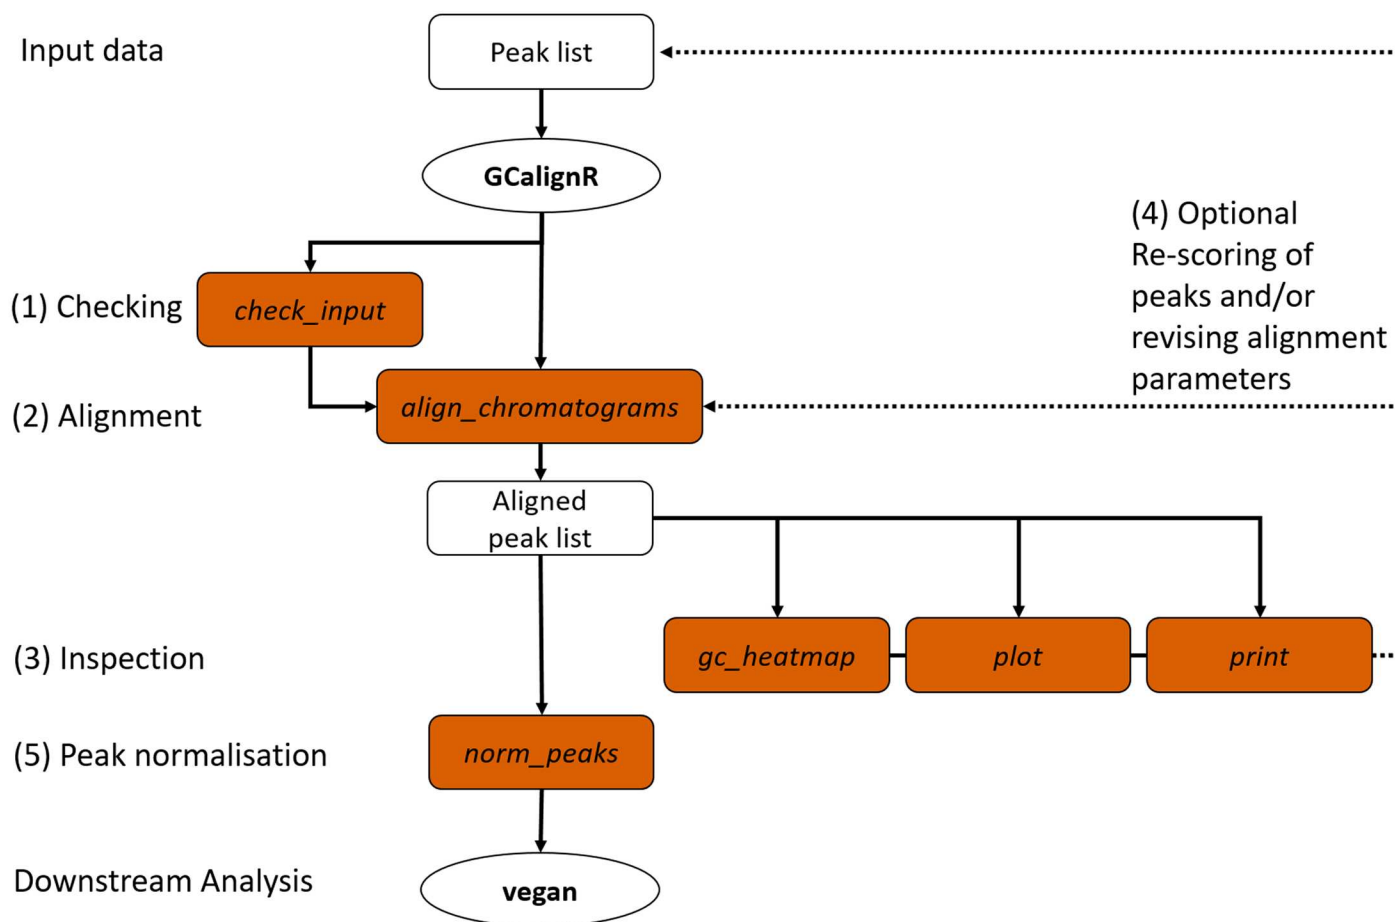 Input data
Peak list
GCalignR
(4) Optional
Re-scoring of
peaks and/or
revising alignment
parameters
(1) Checking
check_input
(2) Alignment
align_chromatograms
Aligned
peak list
(3) Inspection
gc_heatmap
plot
print
(5) Peak normalisation
norm_peaks
Downstream Analysis
vegan